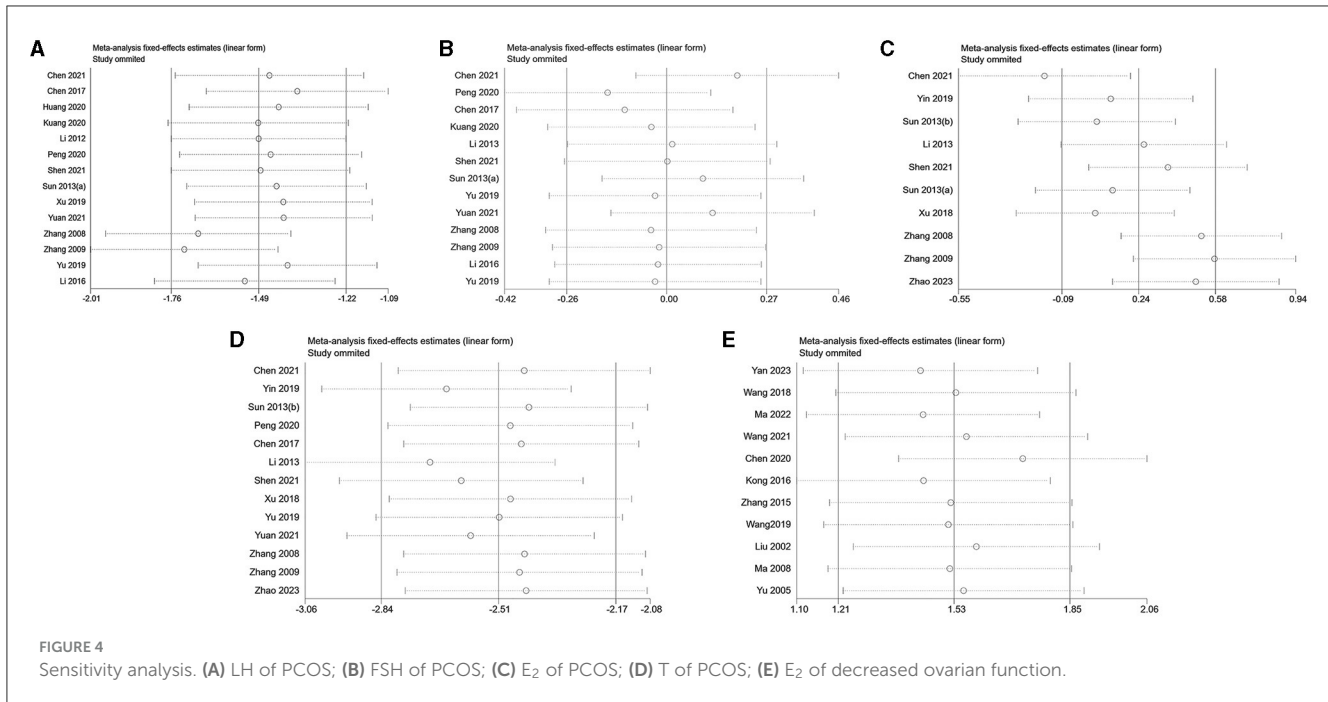 A
Meta-analysis fixed-effects estimates (linear form)
Study ommited
Chen 2021
Chen 2017
Huang 2020
Kuang 2020
Li 2012
Peng 2020
Shen 2021
Sun 2013(a)
Xu 2019
Yuan 2021
Zhang 2008
Zhang 2009
Yu 2019
Li 2016
-2.01 -1.76 -1.49 -1.22 -1.09
B
Meta-analysis fixed-effects estimates (linear form)
Study ommited
Chen 2021
Peng 2020
Chen 2017
Kuang 2020
Li 2013
Shen 2021
Sun 2013(a)
Yu 2019
Yuan 2021
Zhang 2008
Zhang 2009
Li 2016
Yu 2019
-0.42 -0.26 0.00 0.27 0.46
C
Meta-analysis fixed-effects estimates (linear form)
Study ommited
Chen 2021
Yin 2019
Sun 2013(b)
Li 2013
Shen 2021
Sun 2013(a)
Xu 2018
Zhang 2008
Zhang 2009
Zhao 2023
-0.55 -0.09 0.24 0.58 0.94
D
Meta-analysis fixed-effects estimates (linear form)
Study ommited
Chen 2021
Yin 2019
Sun 2013(b)
Peng 2020
Chen 2017
Li 2013
Shen 2021
Xu 2018
Yu 2019
Yuan 2021
Zhang 2008
Zhang 2009
Zhao 2023
-3.06 -2.84 -2.51 -2.17 -2.08
E
Meta-analysis fixed-effects estimates (linear form)
Study ommited
Yan 2023
Wang 2018
Ma 2022
Wang 2021
Chen 2020
Kong 2016
Zhang 2015
Wang2019
Liu 2002
Ma 2008
Yu 2005
1.10 1.21 1.53 1.85 2.06
FIGURE 4
Sensitivity analysis. (A) LH of PCOS; (B) FSH of PCOS; (C) E₂ of PCOS; (D) T of PCOS; (E) E₂ of decreased ovarian function.